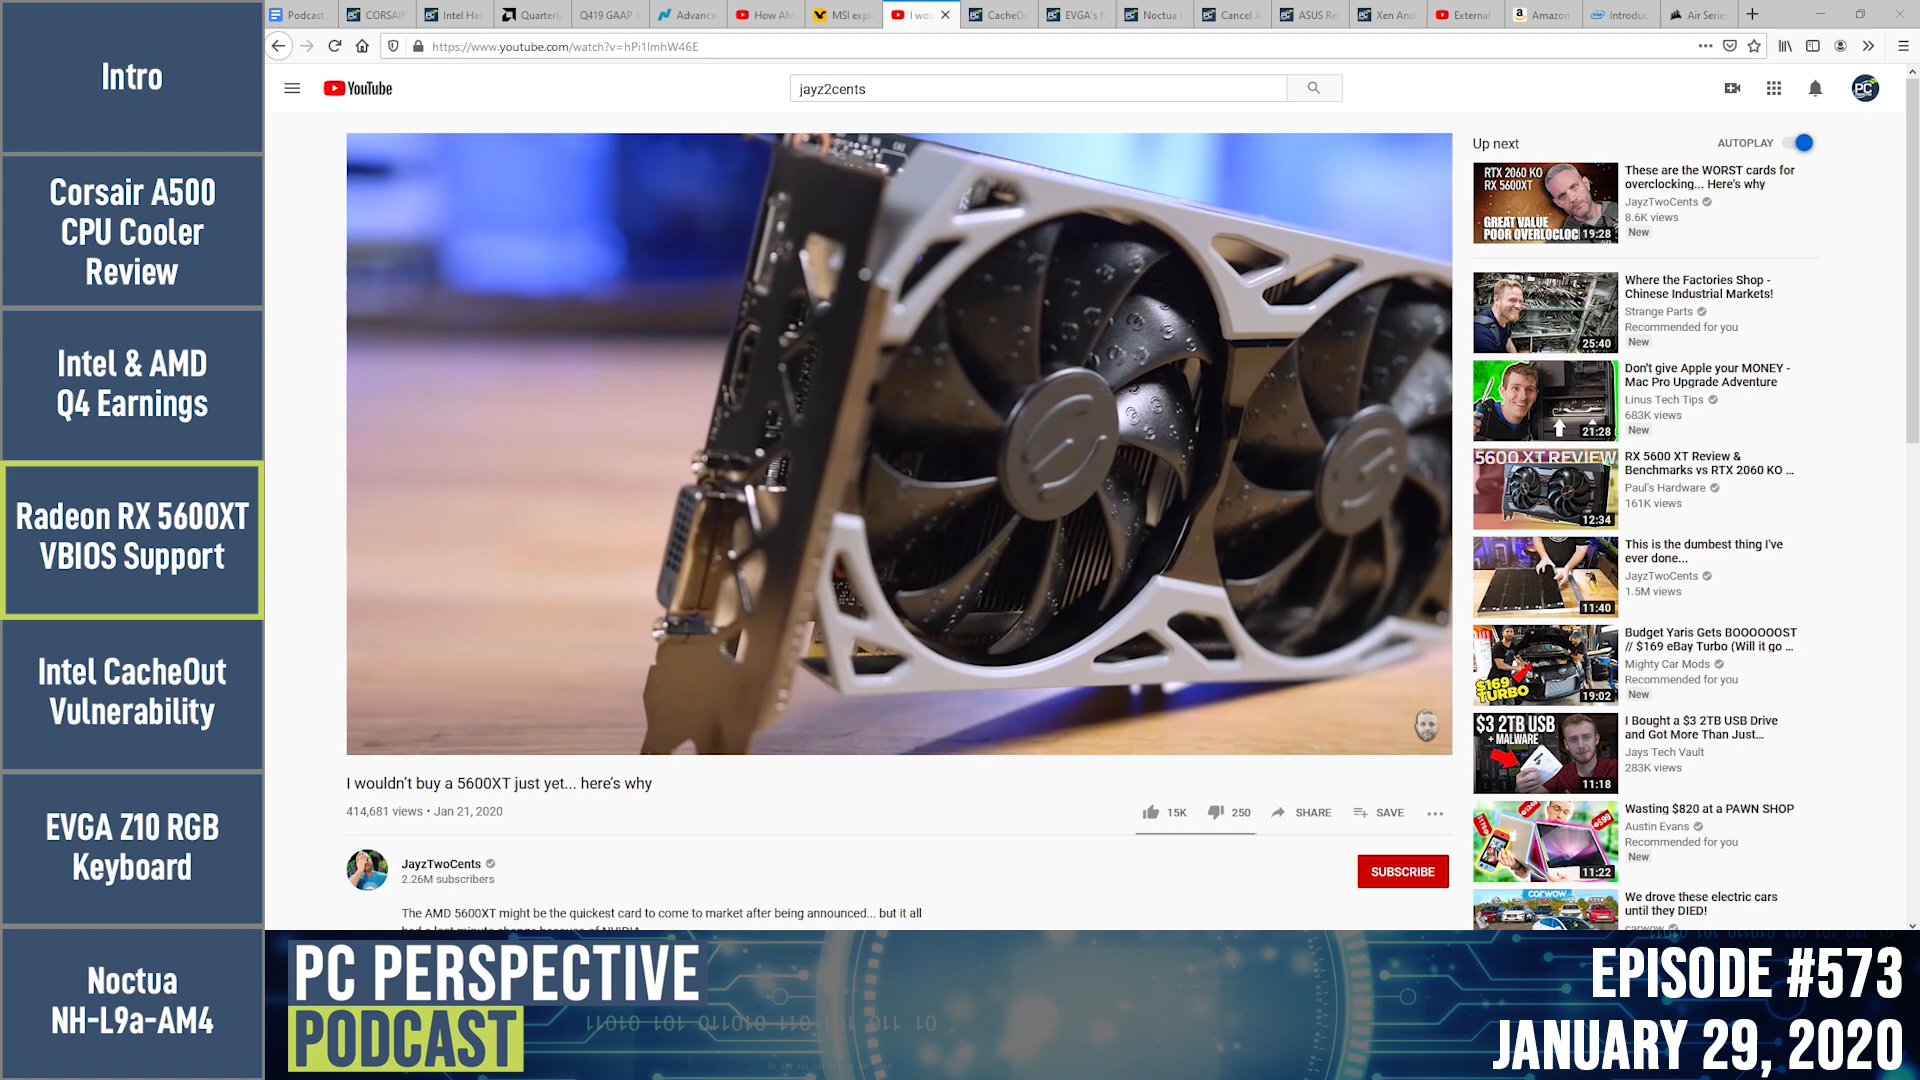 Intro
Corsair A500
CPU Cooler
Review
Intel & AMD
Q4 Earnings
Radeon RX 5600XT
VBIOS Support
Intel CacheOut
Vulnerability
EVGA Z10 RGB
Keyboard
Noctua
NH-L9a-AM4
Podcast
CORSAIR
Intel Has
Quarterly
Q419 GAAP
Advance
How AM
MSI expl
I wou
CacheOu
EVGA's
Noctua
Cancel A
ASUS Re
Xen And
External
Amazon
Introduc
Air Series
https://www.youtube.com/watch?v=hPi1lmhW46E
YouTube
jayz2cents
PC
Up next
AUTOPLAY
RTX 2060 KO
RX 5600XT
GREAT VALUE
POOR OVERLOCLOC
19:28
These are the WORST cards for
overclocking... Here's why
JayzTwoCents
8.6K views
New
25:40
Where the Factories Shop -
Chinese Industrial Markets!
Strange Parts
Recommended for you
New
21:28
Don't give Apple your MONEY -
Mac Pro Upgrade Adventure
Linus Tech Tips
683K views
New
5600 XT REVIEW
12:34
RX 5600 XT Review &
Benchmarks vs RTX 2060 KO ...
Paul's Hardware
161K views
11:40
This is the dumbest thing I've
ever done...
JayzTwoCents
1.5M views
$169
TURBO
19:02
Budget Yaris Gets BOOOOOOST
// $169 eBay Turbo (Will it go ...
Mighty Car Mods
Recommended for you
New
$3 2TB USB
+ MALWARE
11:18
I Bought a $3 2TB USB Drive
and Got More Than Just...
Jays Tech Vault
283K views
11:22
Wasting $820 at a PAWN SHOP
Austin Evans
Recommended for you
New
carwow
We drove these electric cars
until they DIED!
carwow
I wouldn't buy a 5600XT just yet... here's why
414,681 views • Jan 21, 2020
15K
250
SHARE
SAVE
JayzTwoCents
2.26M subscribers
SUBSCRIBE
The AMD 5600XT might be the quickest card to come to market after being announced... but it all
had a last minute change because of NVIDIA
PC PERSPECTIVE
PODCAST
EPISODE #573
JANUARY 29, 2020